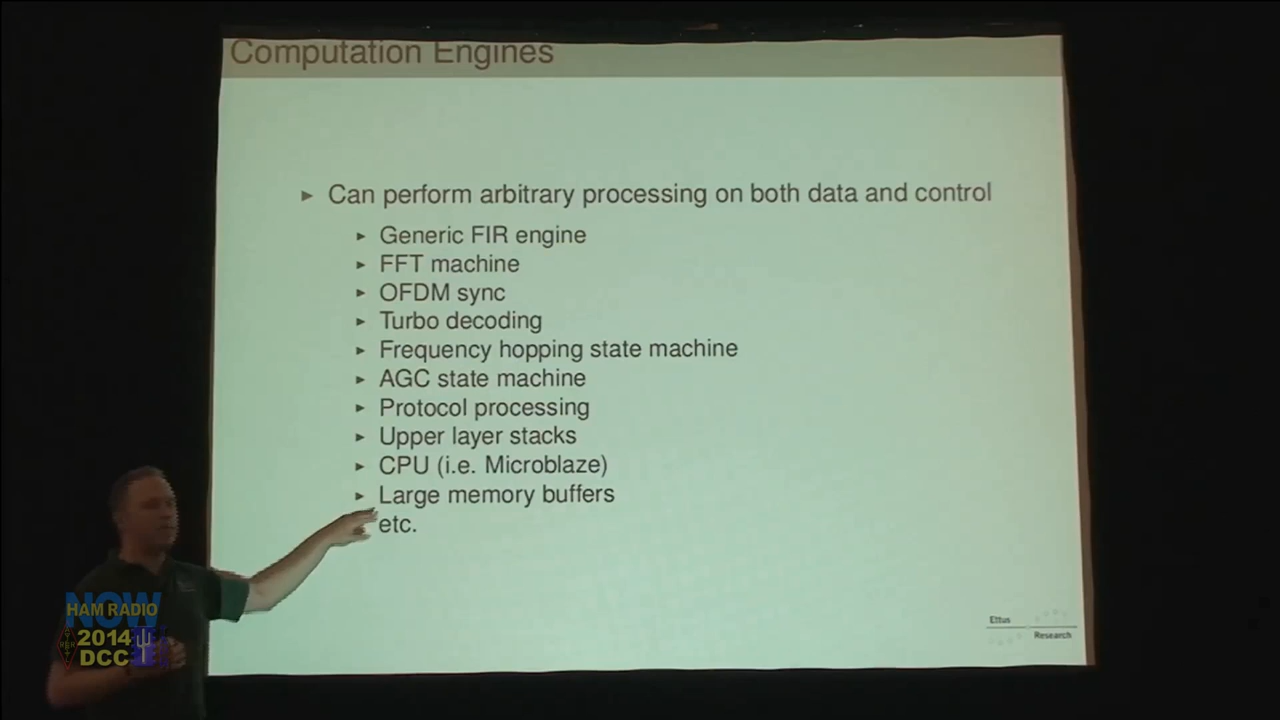 Computation Engines
Can perform arbitrary processing on both data and control
Generic FIR engine
FFT machine
OFDM sync
Turbo decoding
Frequency hopping state machine
AGC state machine
Protocol processing
Upper layer stacks
CPU (i.e. Microblaze)
Large memory buffers
etc.
Ettus
Research
NOW
HAM RADIO
2014
DCC